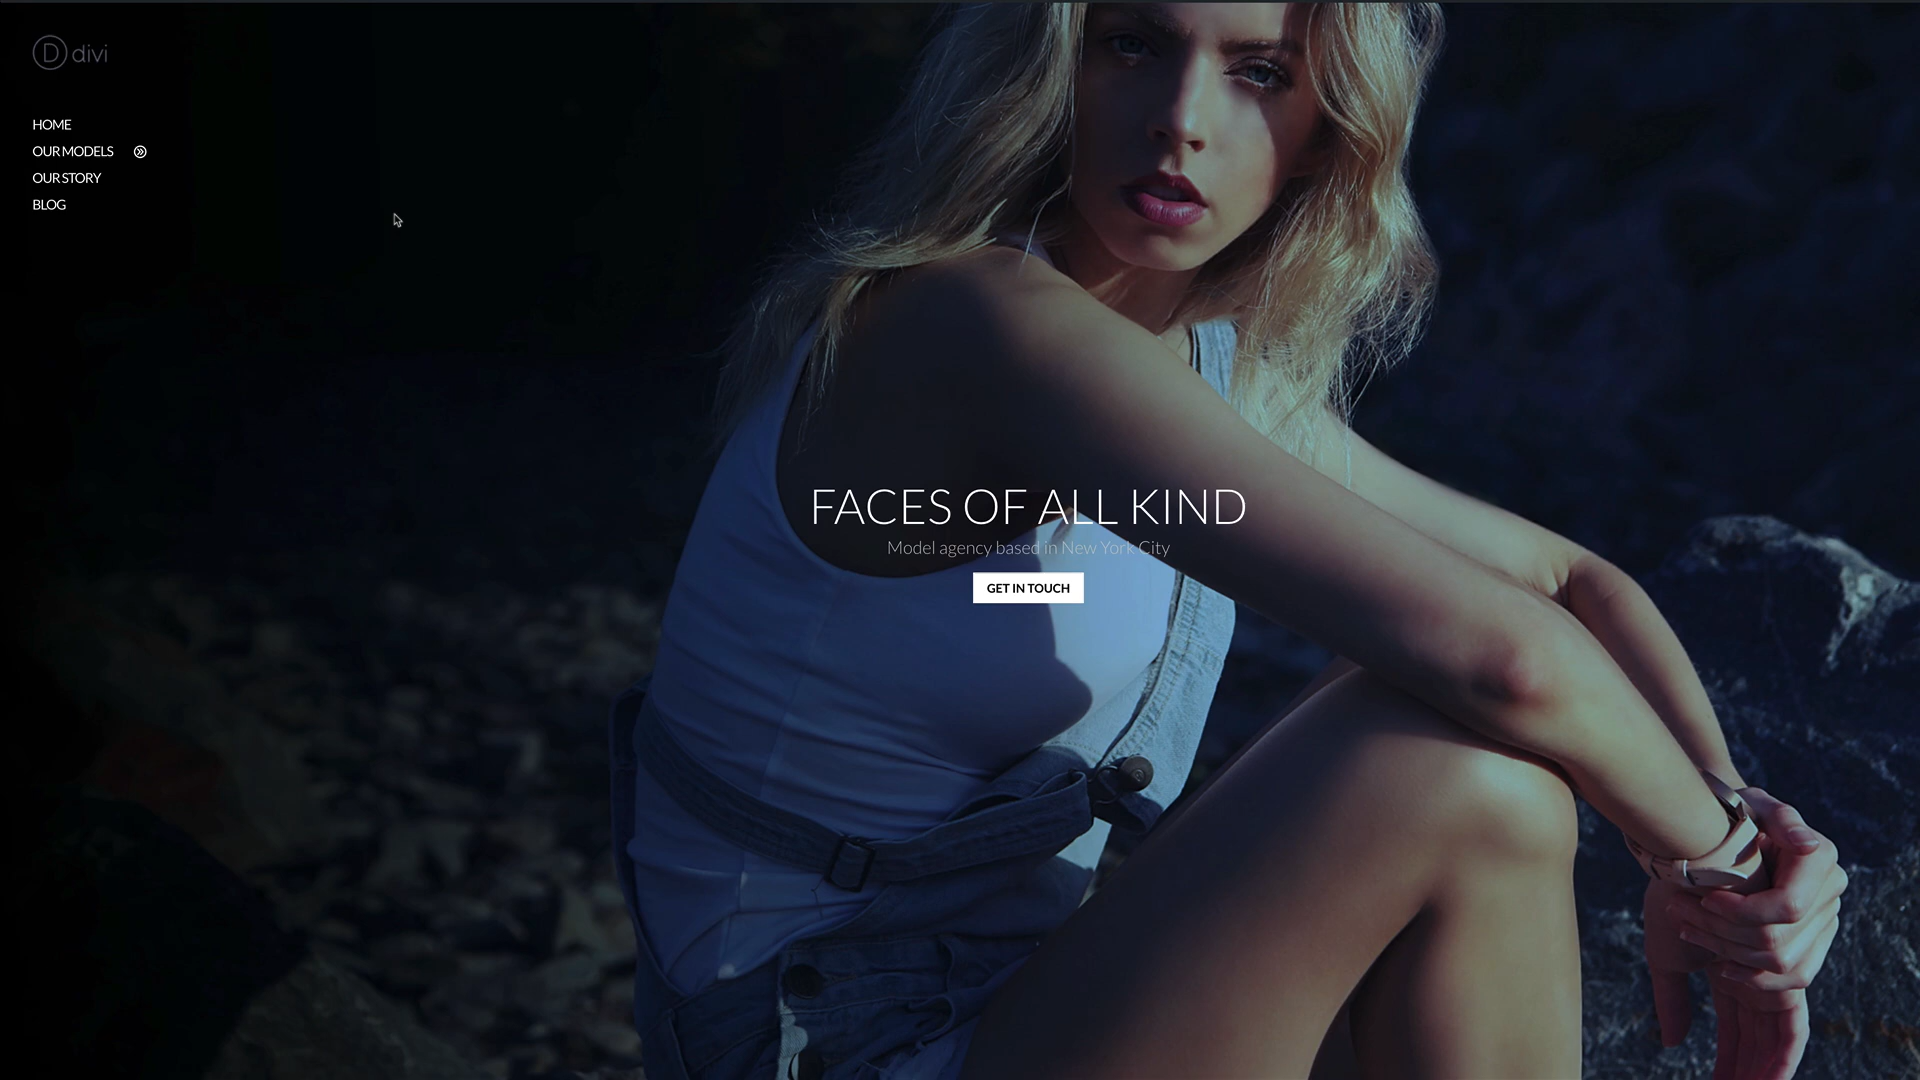 D divi
HOME
OUR MODELS
OUR STORY
BLOG
FACES OF ALL KIND
Model agency based in New York City
GET IN TOUCH